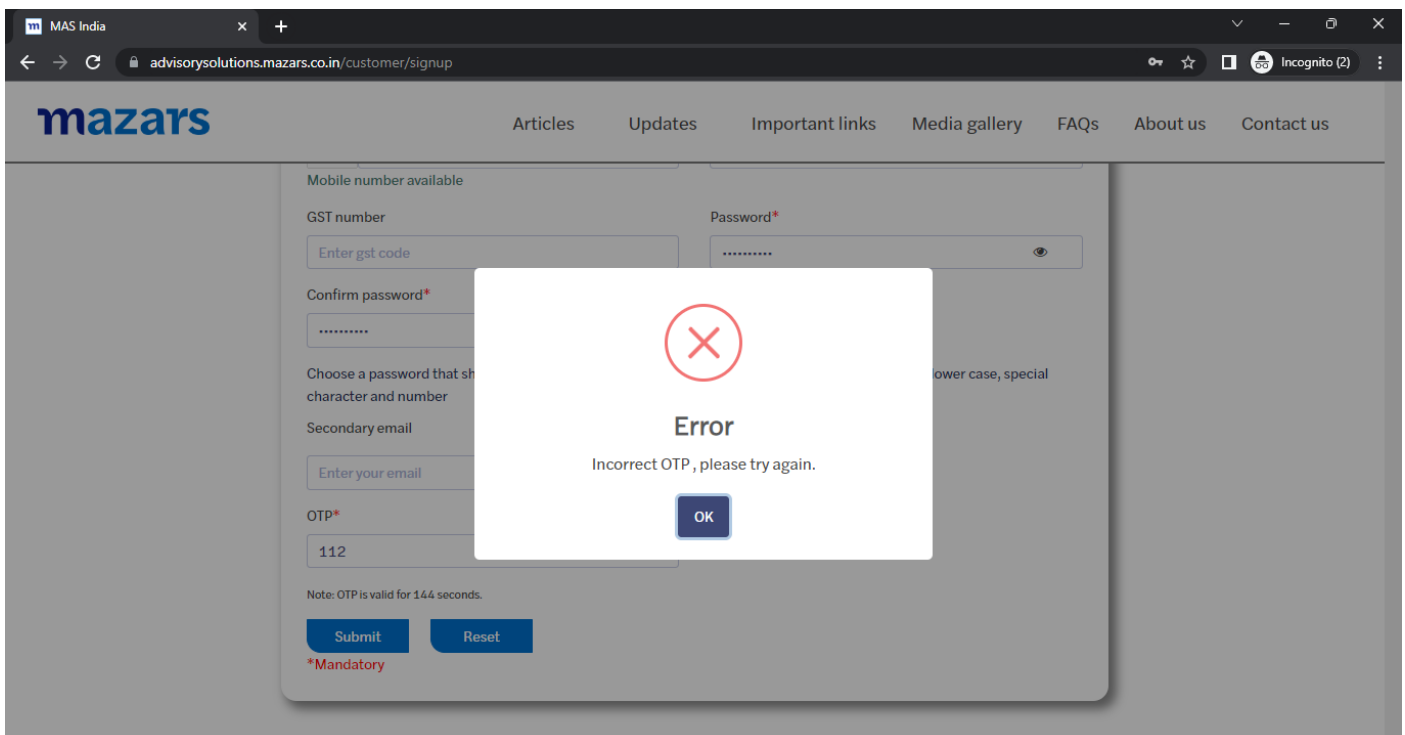 m MAS India
advisorysolutions.mazars.co.in/customer/signup
Incognito (2)
mazars
Articles Updates Important links Media gallery FAQs About us Contact us
Mobile number available
GST number Password*
Enter gst code ••••••••••
Confirm password*
••••••••••
Choose a password that sh lower case, special
character and number
Secondary email
Enter your email
OTP*
112
Note: OTP is valid for 144 seconds.
Submit Reset
*Mandatory
Error
Incorrect OTP , please try again.
OK